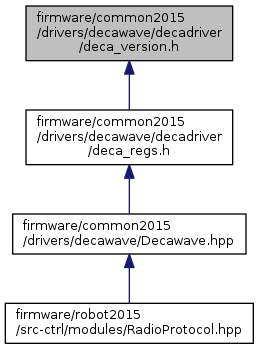 firmware/common2015
/drivers/decawave/decadriver
/deca_version.h
firmware/common2015
/drivers/decawave/decadriver
/deca_regs.h
firmware/common2015
/drivers/decawave/Decawave.hpp
firmware/robot2015
/src-ctrl/modules/RadioProtocol.hpp